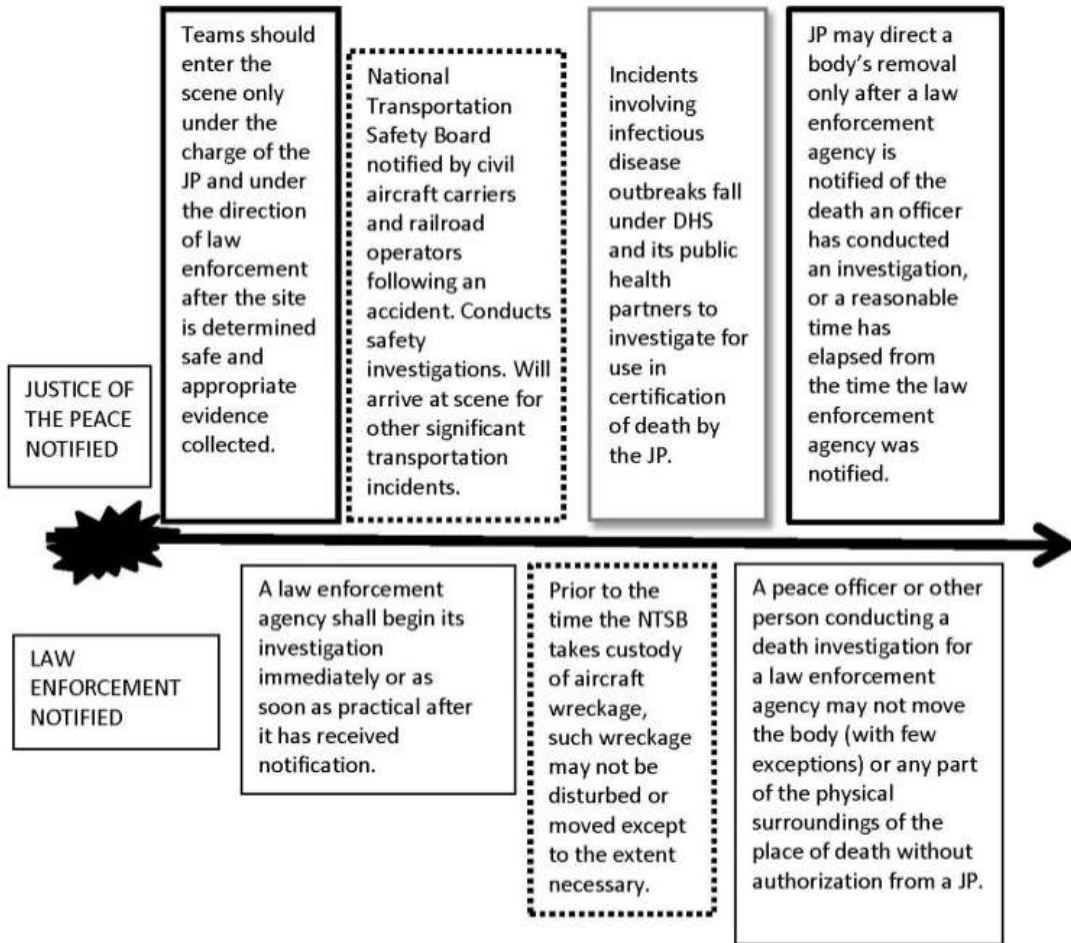 JUSTICE OF
THE PEACE
NOTIFIED
Teams should
enter the
scene only
under the
charge of the
JP and under
the direction
of law
enforcement
after the site
is determined
safe and
appropriate
evidence
collected.
National
Transportation
Safety Board
notified by civil
aircraft carriers
and railroad
operators
following an
accident. Conducts
safety
investigations. Will
arrive at scene for
other significant
transportation
incidents.
Incidents
involving
infectious
disease
outbreaks fall
under DHS
and its public
health
partners to
investigate for
use in
certification
of death by
the JP.
JP may direct a
body's removal
only after a law
enforcement
agency is
notified of the
death an officer
has conducted
an investigation,
or a reasonable
time has
elapsed from
the time the law
enforcement
agency was
notified.
LAW
ENFORCEMENT
NOTIFIED
A law enforcement
agency shall begin its
investigation
immediately or as
soon as practical after
it has received
notification.
Prior to the
time the NTSB
takes custody
of aircraft
wreckage,
such wreckage
may not be
disturbed or
moved except
to the extent
necessary.
A peace officer or other
person conducting a
death investigation for
a law enforcement
agency may not move
the body (with few
exceptions) or any part
of the physical
surroundings of the
place of death without
authorization from a JP.